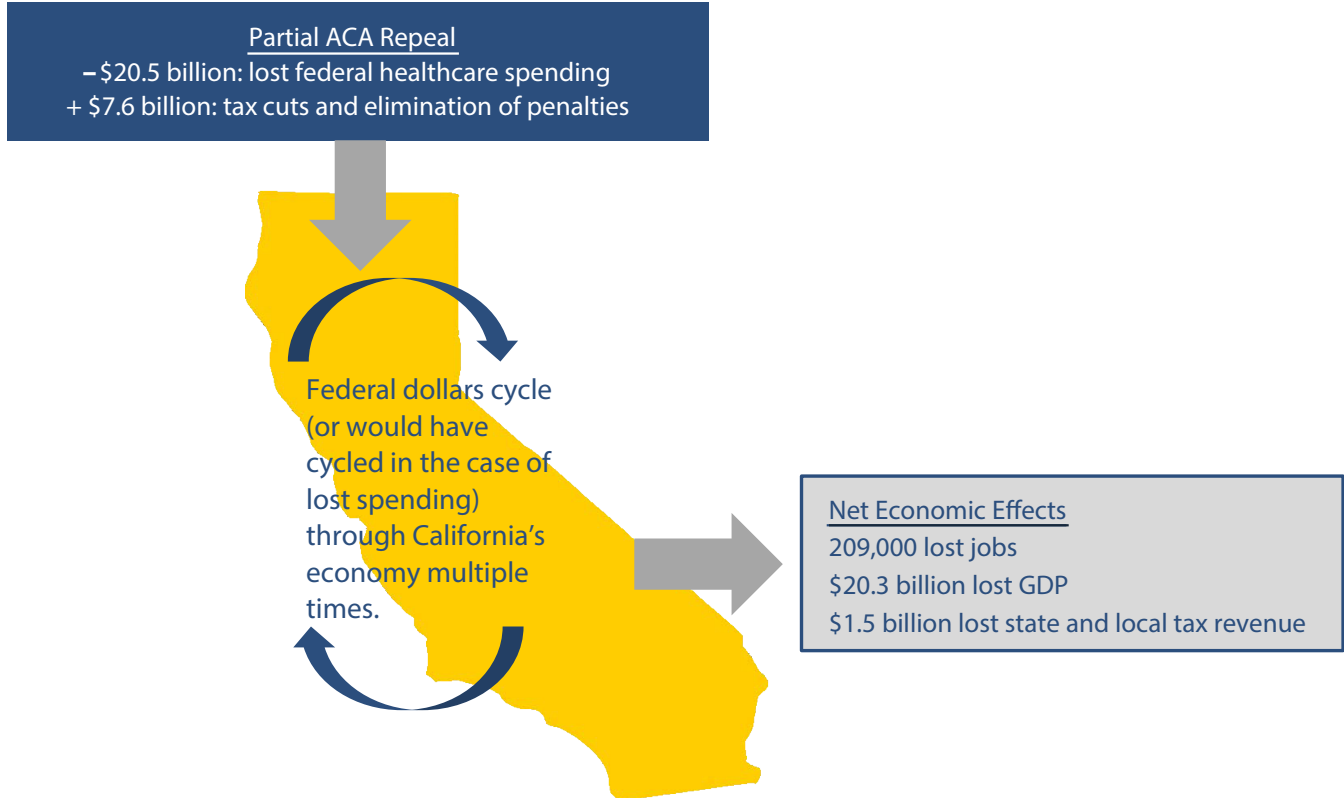 Partial ACA Repeal
– $20.5 billion: lost federal healthcare spending
+ $7.6 billion: tax cuts and elimination of penalties
Federal dollars cycle
(or would have
cycled in the case of
lost spending)
through California’s
economy multiple
times.
Net Economic Effects
209,000 lost jobs
$20.3 billion lost GDP
$1.5 billion lost state and local tax revenue